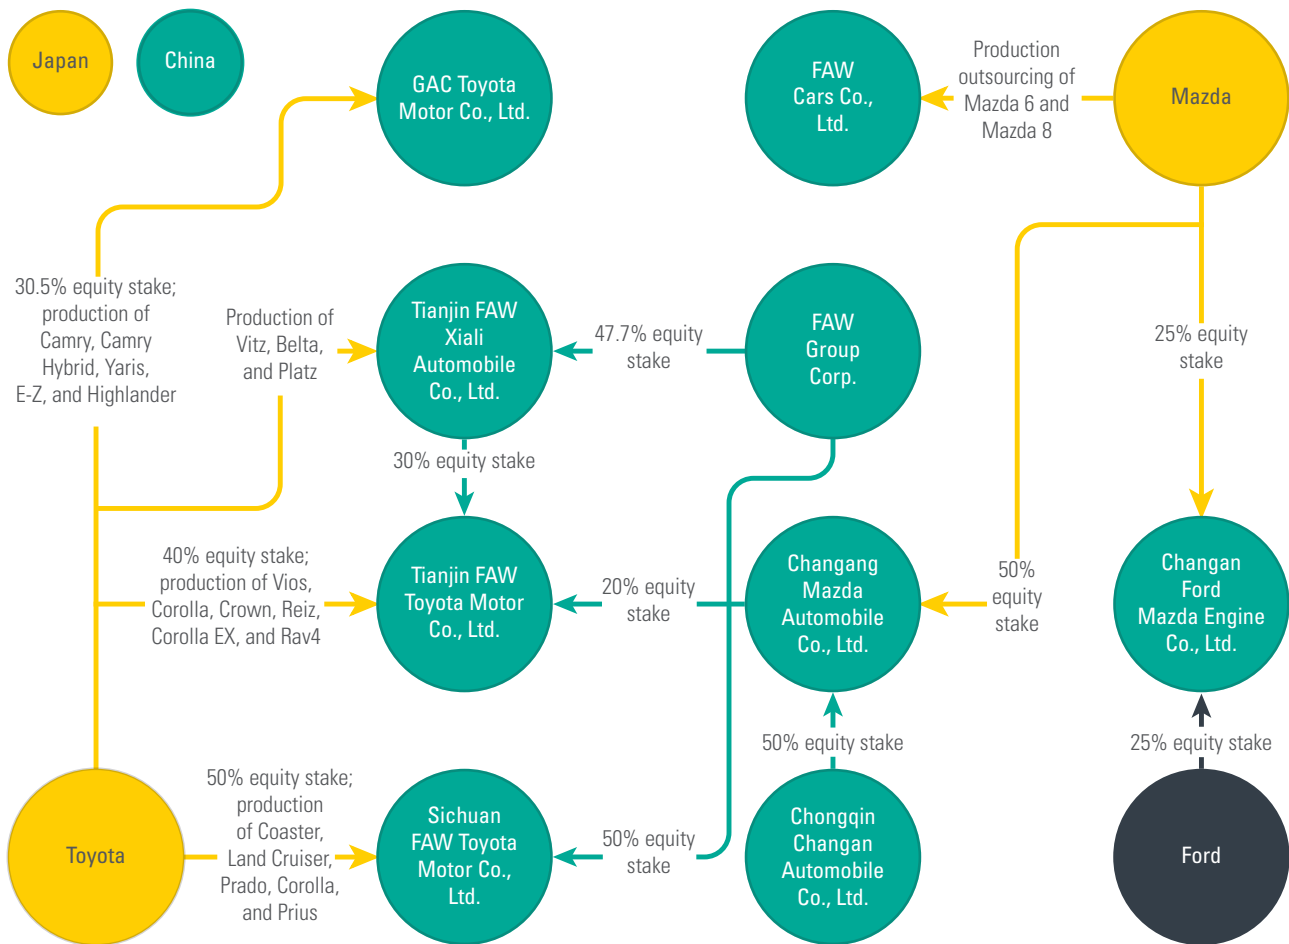 Japan
China
GAC Toyota
Motor Co., Ltd.
FAW
Cars Co.,
Ltd.
Production
outsourcing of
Mazda 6 and
Mazda 8
Mazda
30.5% equity stake;
production of
Camry, Camry
Hybrid, Yaris,
E-Z, and Highlander
Production of
Vitz, Belta,
and Platz
Tianjin FAW
Xiali
Automobile
Co., Ltd.
47.7% equity
stake
FAW
Group
Corp.
25% equity
stake
30% equity stake
40% equity stake;
production of Vios,
Corolla, Crown, Reiz,
Corolla EX, and Rav4
Tianjin FAW
Toyota Motor
Co., Ltd.
20% equity
stake
Changang
Mazda
Automobile
Co., Ltd.
50%
equity
stake
Changan
Ford
Mazda Engine
Co., Ltd.
50% equity stake
25% equity stake
Toyota
50% equity stake;
production
of Coaster,
Land Cruiser,
Prado, Corolla,
and Prius
Sichuan
FAW Toyota
Motor Co.,
Ltd.
50% equity
stake
Chongqin
Changan
Automobile
Co., Ltd.
Ford